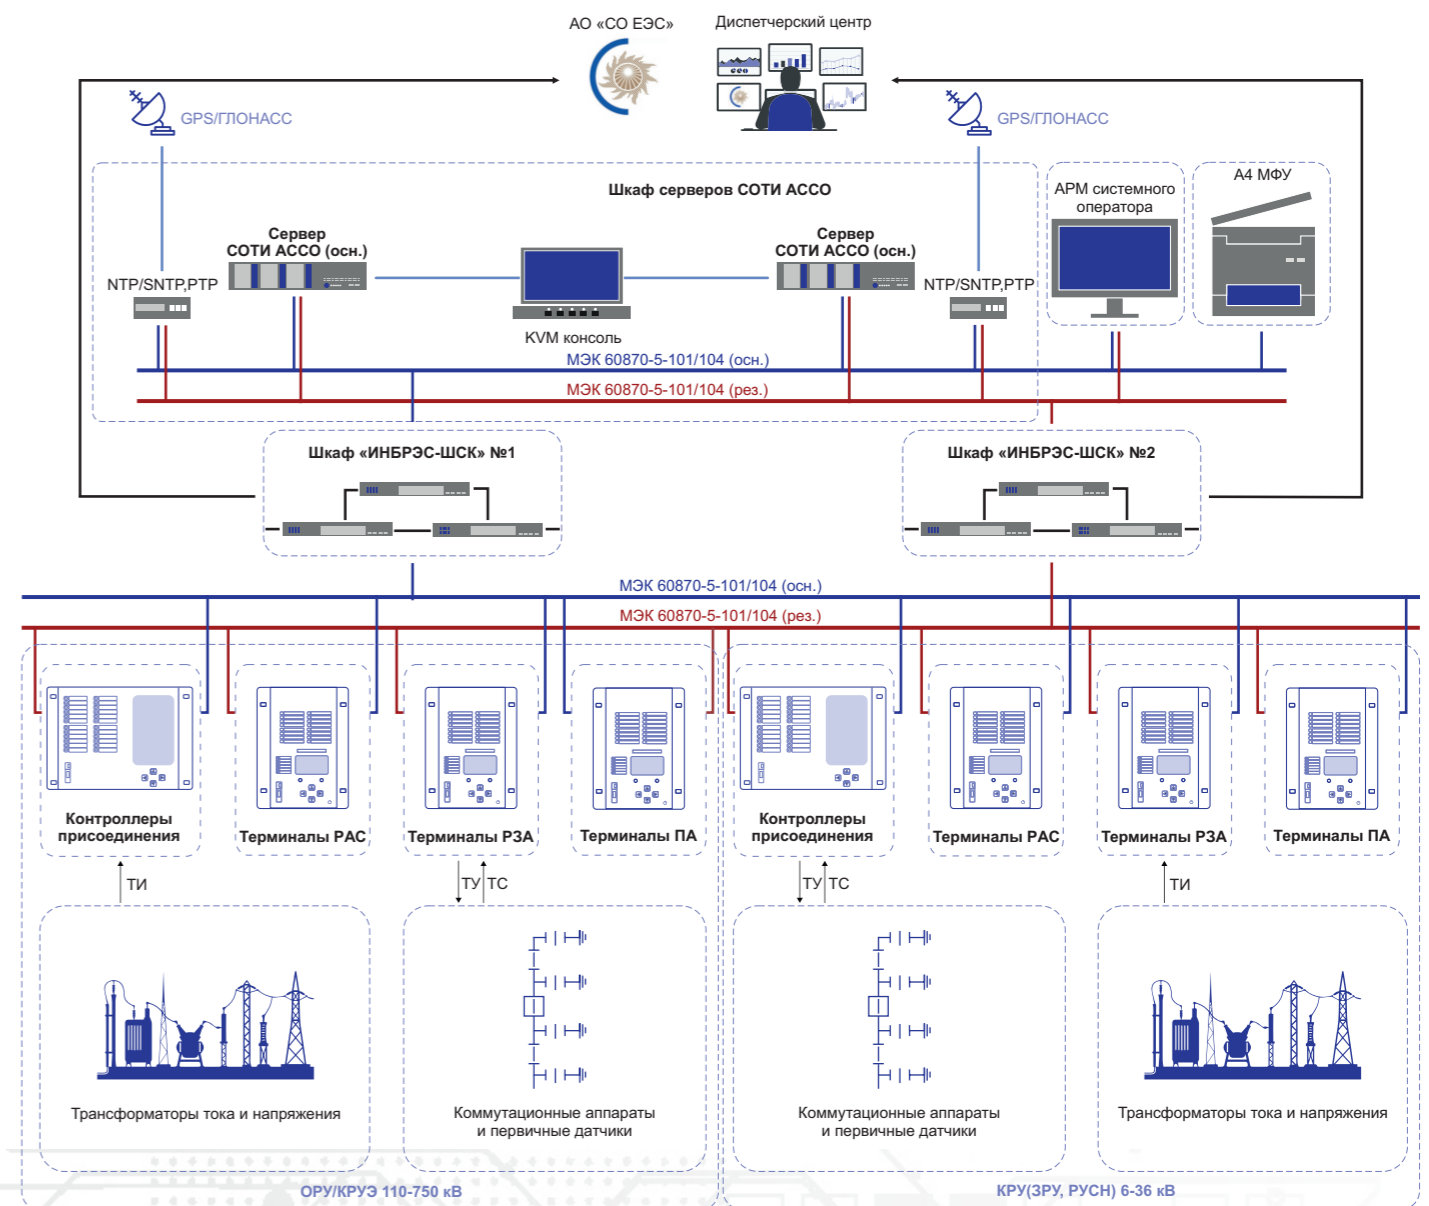 АО «СО ЕЭС»
Диспетчерский центр
GPS/ГЛОНАСС
GPS/ГЛОНАСС
Шкаф серверов СОТИ АССО
АРМ системного
оператора
А4 МФУ
Сервер
СОТИ АССО (осн.)
Сервер
СОТИ АССО (осн.)
NTP/SNTP,PTP
NTP/SNTP,PTP
KVM консоль
МЭК 60870-5-101/104 (осн.)
МЭК 60870-5-101/104 (рез.)
Шкаф «ИНБРЭС-ШСК» №1
Шкаф «ИНБРЭС-ШСК» №2
МЭК 60870-5-101/104 (осн.)
МЭК 60870-5-101/104 (рез.)
Контроллеры
присоединения
Терминалы РАС
Терминалы РЗА
Терминалы ПА
Контроллеры
присоединения
Терминалы РАС
Терминалы РЗА
Терминалы ПА
ТИ
ТУ ТС
ТУ ТС
ТИ
Трансформаторы тока и напряжения
Коммутационные аппараты
и первичные датчики
Коммутационные аппараты
и первичные датчики
Трансформаторы тока и напряжения
ОРУ/КРУЭ 110-750 кВ
КРУ(ЗРУ, РУСН) 6-36 кВ